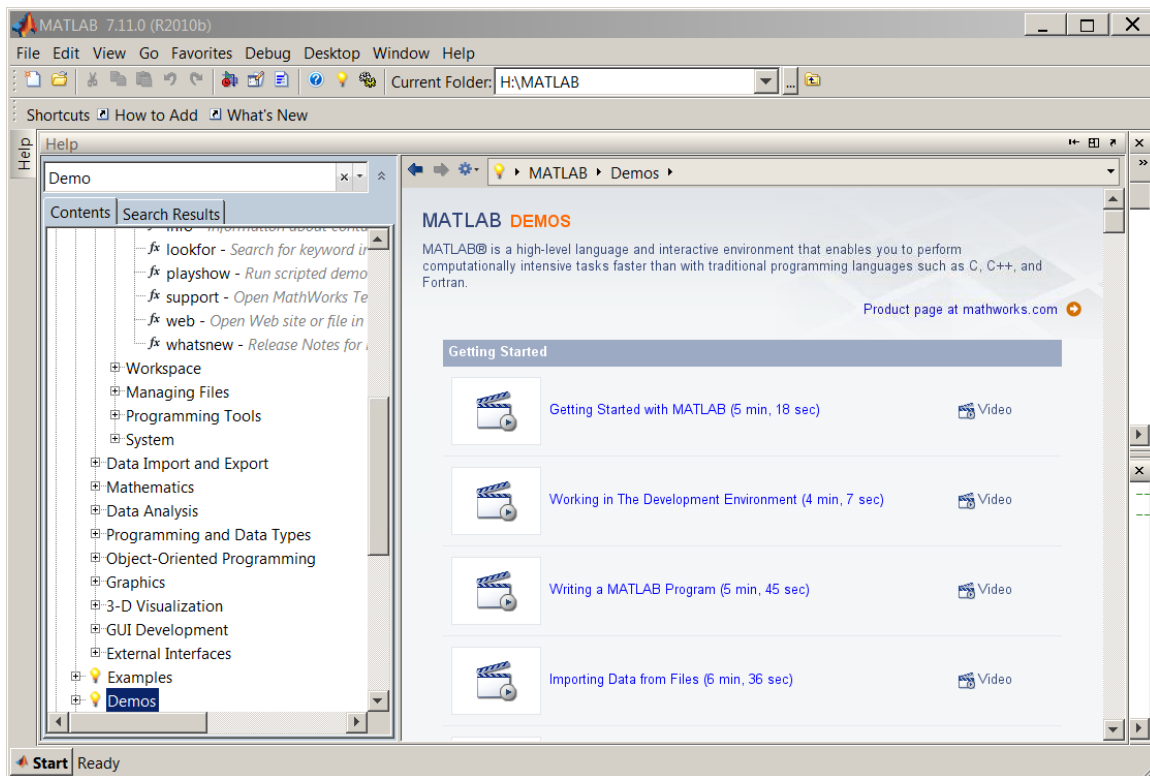 MATLAB 7.11.0 (R2010b)
File Edit View Go Favorites Debug Desktop Window Help
Current Folder: H:\MATLAB
...
Shortcuts How to Add What's New
Help
Help
Demo
MATLAB Demos
Contents Search Results
info - Information about
fx lookfor - Search for keyword
fx playshow - Run scripted demo
fx support - Open MathWorks Te
fx web - Open Web site or file in
fx whatsnew - Release Notes for
Workspace
Managing Files
Programming Tools
System
Data Import and Export
Mathematics
Data Analysis
Programming and Data Types
Object-Oriented Programming
Graphics
3-D Visualization
GUI Development
External Interfaces
Examples
Demos
MATLAB DEMOS
MATLAB® is a high-level language and interactive environment that enables you to perform
computationally intensive tasks faster than with traditional programming languages such as C, C++, and
Fortran.
Product page at mathworks.com
Getting Started
Getting Started with MATLAB (5 min, 18 sec) Video
Working in The Development Environment (4 min, 7 sec) Video
Writing a MATLAB Program (5 min, 45 sec) Video
Importing Data from Files (6 min, 36 sec) Video
Start Ready